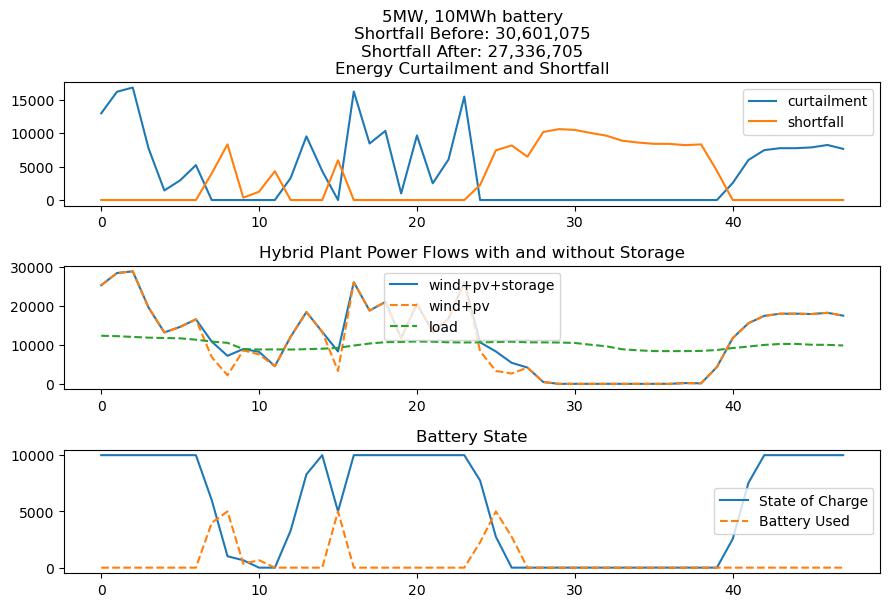 5MW, 10MWh battery
Shortfall Before: 30,601,075
Shortfall After: 27,336,705
Energy Curtailment and Shortfall
15000
10000
5000
0
curtailment
shortfall
0
10
20
30
40
Hybrid Plant Power Flows with and without Storage
30000
20000
10000
0
wind+pv+storage
wind+pv
load
0
10
20
30
40
Battery State
10000
5000
0
State of Charge
Battery Used
0
10
20
30
40